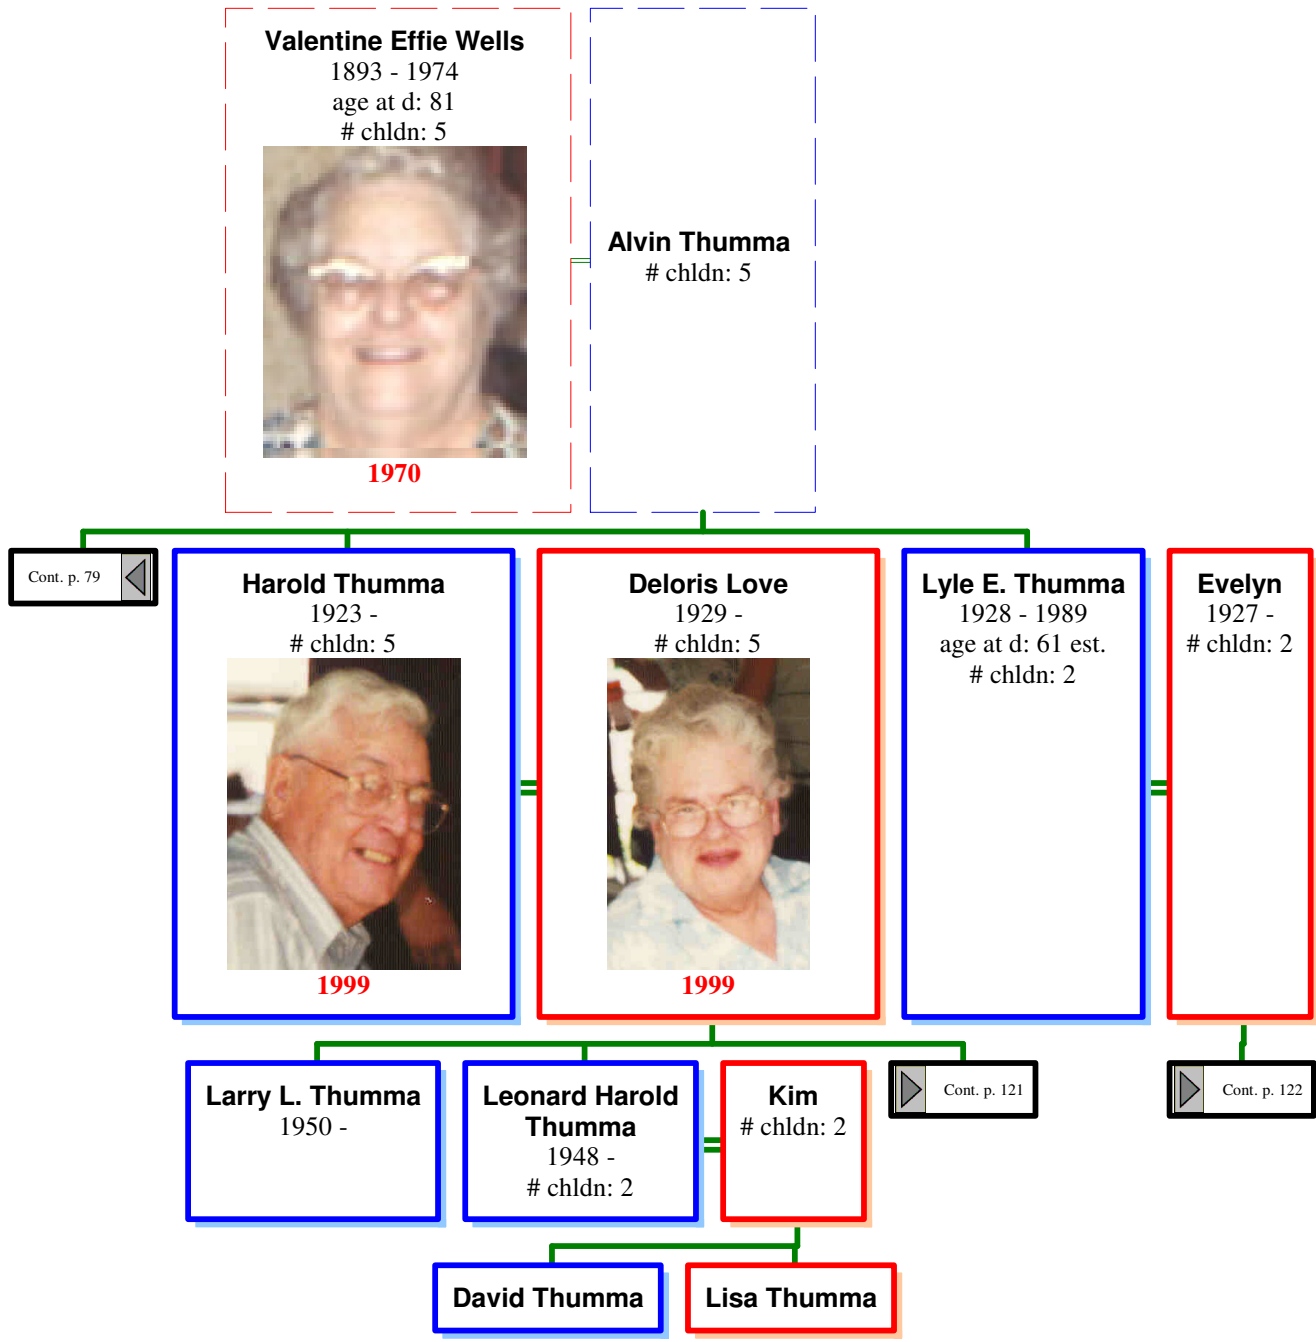 Valentine Effie Wells
1893 - 1974
age at d: 81
# chldn: 5
1970
Alvin Thumma
# chldn: 5
Cont. p. 79
Harold Thumma
1923 -
# chldn: 5
1999
Deloris Love
1929 -
# chldn: 5
1999
Lyle E. Thumma
1928 - 1989
age at d: 61 est.
# chldn: 2
Evelyn
1927 -
# chldn: 2
Larry L. Thumma
1950 -
Leonard Harold
Thumma
1948 -
# chldn: 2
Kim
# chldn: 2
Cont. p. 121
Cont. p. 122
David Thumma
Lisa Thumma